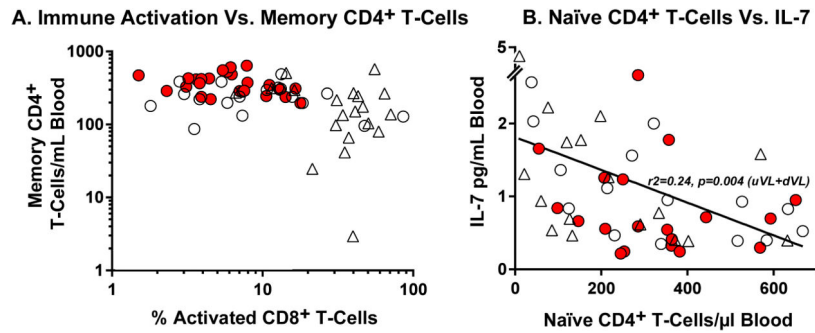 A. Immune Activation Vs. Memory CD4+ T-Cells
Memory CD4+
T-Cells/mL Blood
1000
100
10
1
1
10
100
% Activated CD8+ T-Cells
B. Naïve CD4+ T-Cells Vs. IL-7
IL-7 pg/mL Blood
5
2
1
0
r2=0.24, p=0.004 (uVL+dVL)
0
200
400
600
Naïve CD4+ T-Cells/µl Blood